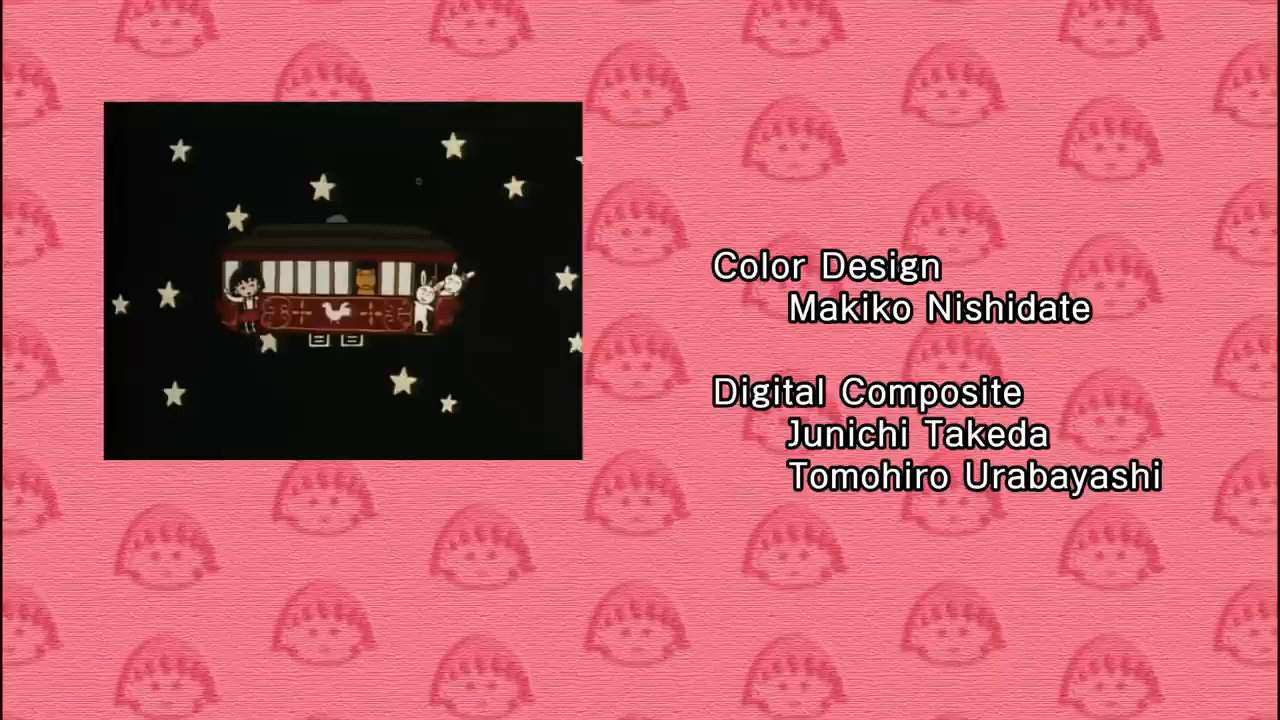 Color Design
Makiko Nishidate
Digital Composite
Junichi Takeda
Tomohiro Urabayashi